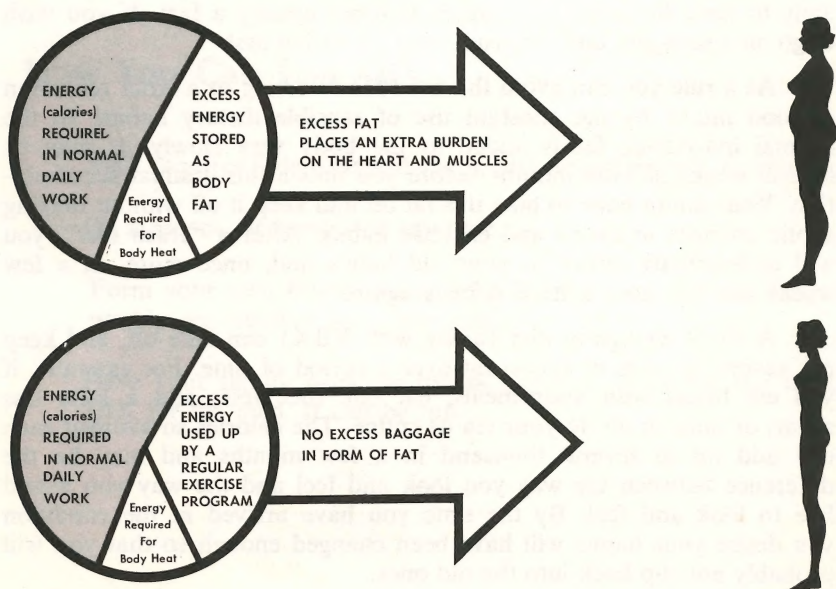 ENERGY
(calories)
REQUIRED
IN NORMAL
DAILY
WORK
Energy
Required
For
Body Heat
EXCESS
ENERGY
STORED
AS
BODY
FAT
EXCESS FAT
PLACES AN EXTRA BURDEN
ON THE HEART AND MUSCLES
ENERGY
(calories)
REQUIRED
IN NORMAL
DAILY
WORK
Energy
Required
For
Body Heat
EXCESS
ENERGY
USED UP
BY A
REGULAR
EXERCISE
PROGRAM
NO EXCESS BAGGAGE
IN FORM OF FAT